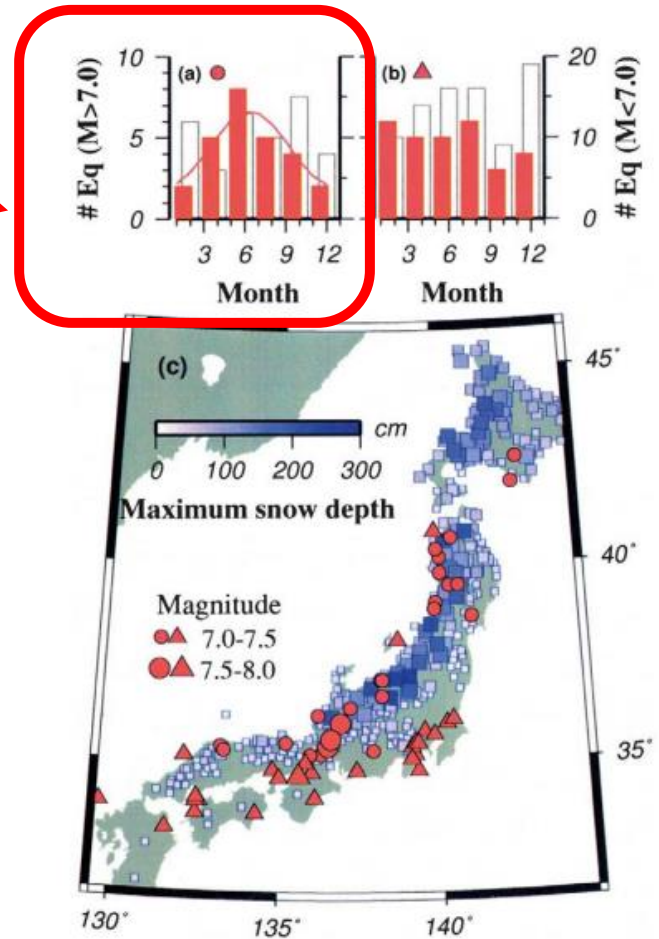 # Eq (M>7.0)
10
5
0
(a)
3 6 9 12
Month
(b)
3 6 9 12
Month
20
10
0
# Eq (M<7.0)
(c)
cm
0 100 200 300
Maximum snow depth
Magnitude
7.0-7.5
7.5-8.0
45°
40°
35°
130° 135° 140°